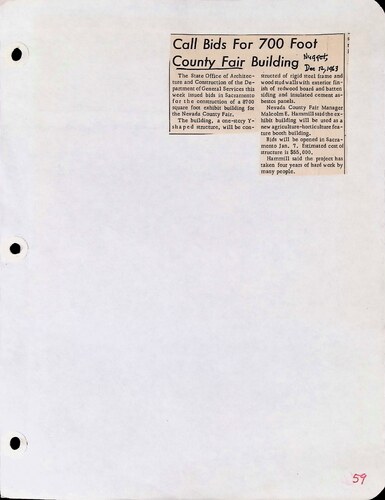 Call Bids For 700 Foot
County Fair Building
Nugget,
Dec 12, 1963
The State Office of Architec-
ture and Construction of the De-
partment of General Services this
week issued bids in Sacramento
for the construction of a 8700
square foot exhibit building for
the Nevada County Fair.
The building, a one-story Y-
shaped structure, will be con-
structed of rigid steel frame and
wood stud walls with exterior fin-
ish of redwood board and batten
siding and insulated cement as-
bestos panels.
Nevada County Fair Manager
Malcolm K. Hammill said the ex-
hibit building will be used as a
new agriculture-horticulture fea-
ture booth building.
Bids will be opened in Sacra-
mento Jan. 7. Estimated cost of
structure is $55,000.
Hammill said the project has
taken four years of hard work by
many people.
59